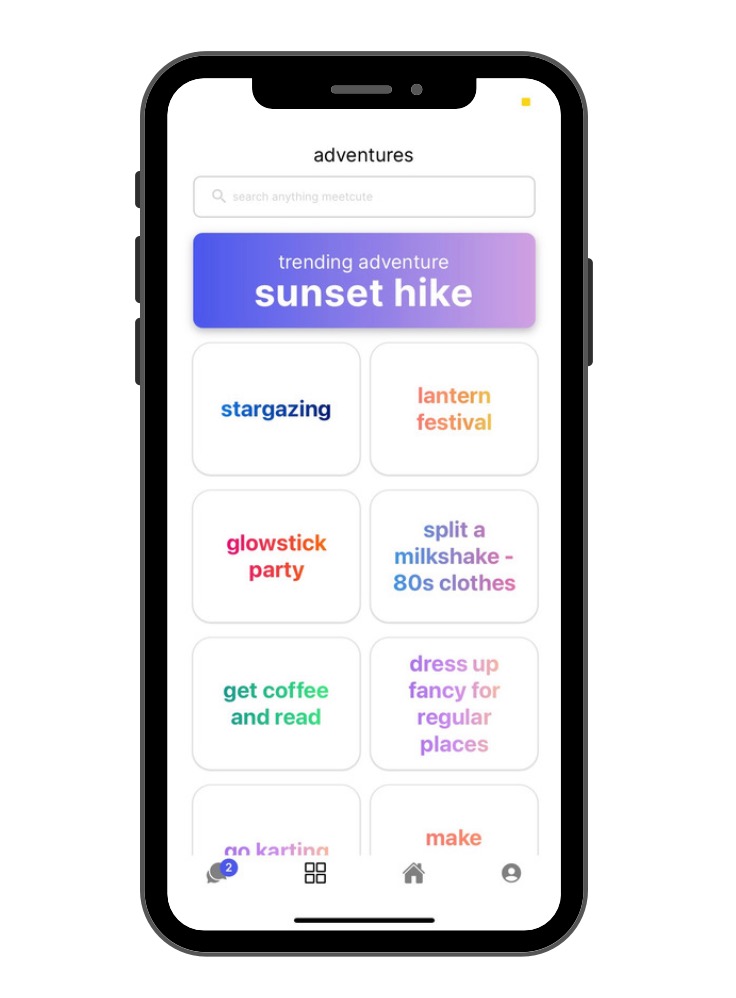 adventures
search anything meetcute
trending adventure
sunset hike
stargazing
lantern
festival
glowstick
party
split a
milkshake -
80s clothes
get coffee
and read
dress up
fancy for
regular
places
go karting
make
2